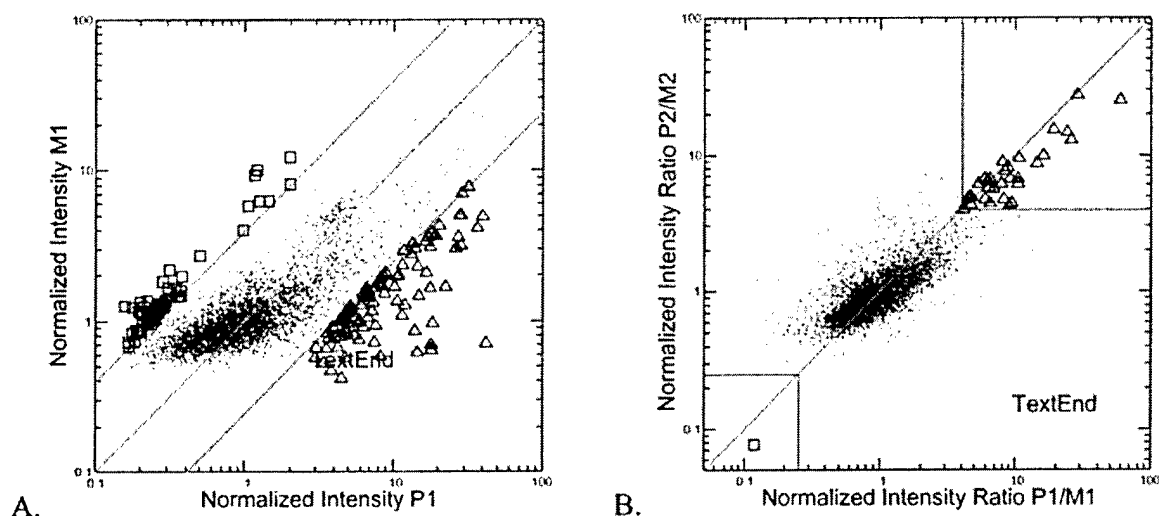 100
10
1
0 1
Normalized Intensity M1
TextEnd
0 1
1
10
100
Normalized Intensity P1
A.
100
10
1
0 1
Normalized Intensity Ratio P2/M2
TextEnd
0 1
1
10
100
Normalized Intensity Ratio P1/M1
B.